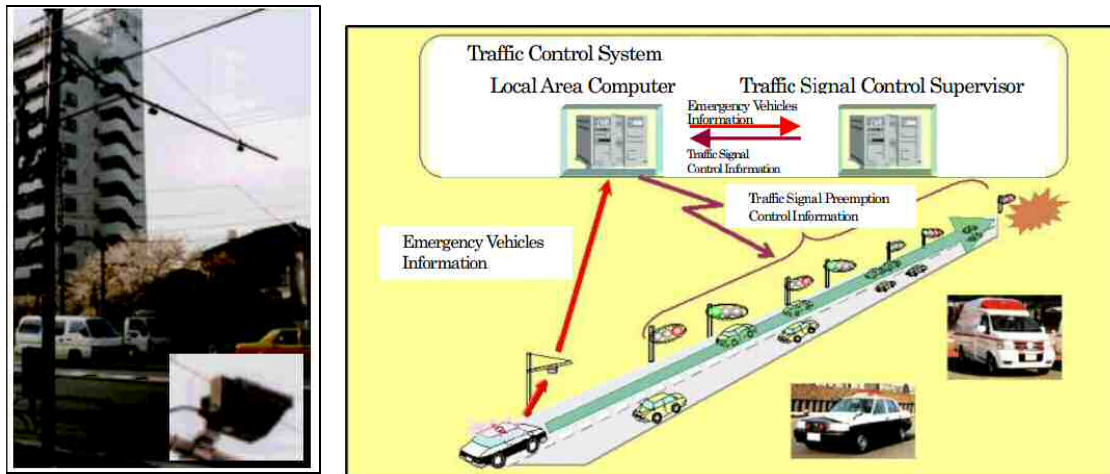 Traffic Control System
Local Area Computer
Traffic Signal Control Supervisor
Emergency Vehicles
Information
Traffic Signal
Control Information
Traffic Signal Preemption
Control Information
Emergency Vehicles
Information